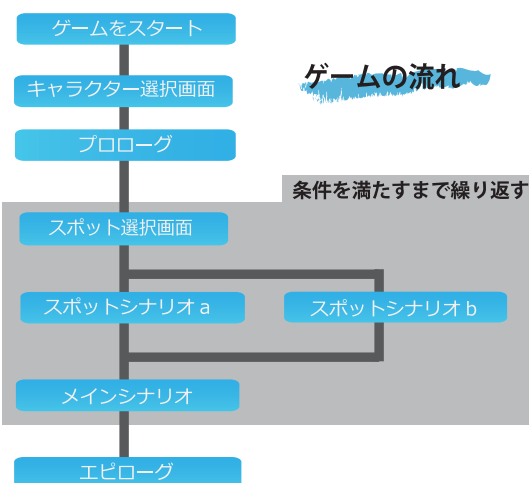 ゲームをスタート
ゲームの流れ
キャラクター選択画面
プロローグ
条件を満たすまで繰り返す
スポット選択画面
スポットシナリオa
スポットシナリオb
メインシナリオ
エピローグ